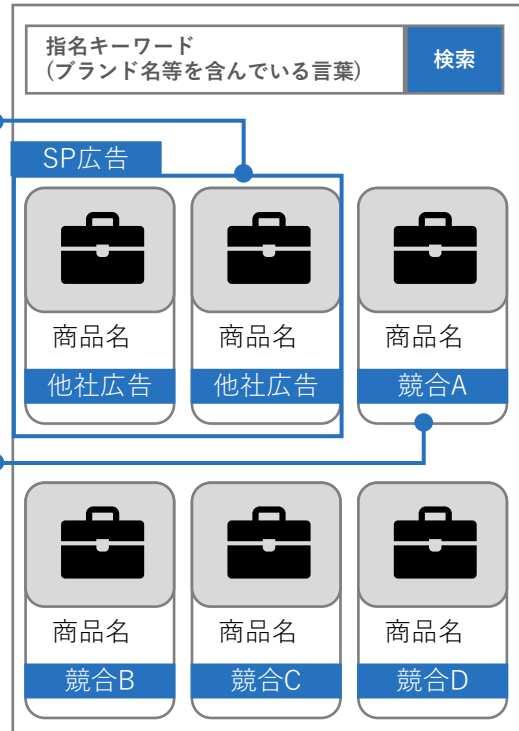 指名キーワード
(ブランド名等を含んでいる言葉)
検索
SP広告
商品名
商品名
商品名
他社広告
他社広告
競合A
商品名
商品名
商品名
競合B
競合C
競合D